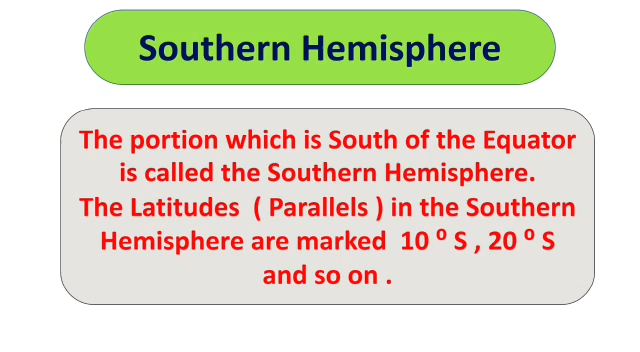 Southern Hemisphere
The portion which is South of the Equator
is called the Southern Hemisphere.
The Latitudes ( Parallels ) in the Southern
Hemisphere are marked 10 ⁰ S , 20 ⁰ S
and so on .